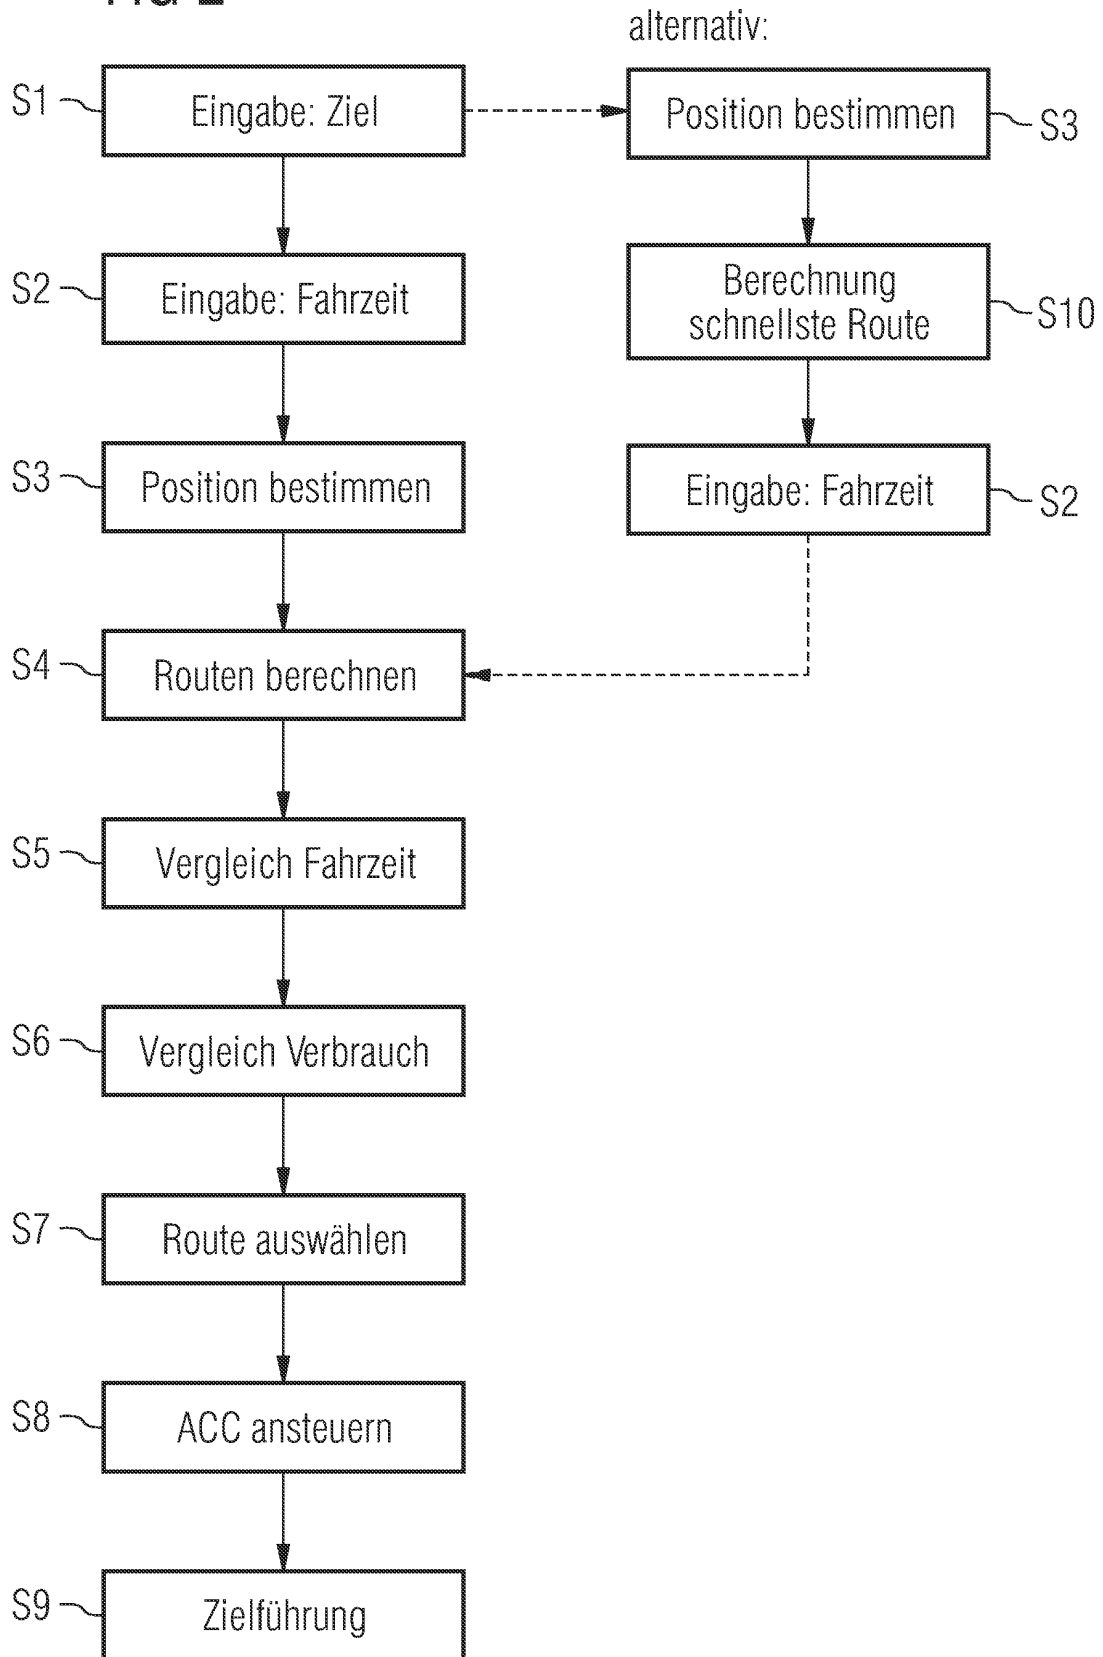 alternativ:
S1
Eingabe: Ziel
Position bestimmen
S3
S2
Eingabe: Fahrzeit
Berechnung
schnellste Route
S10
S3
Position bestimmen
Eingabe: Fahrzeit
S2
S4
Routen berechnen
S5
Vergleich Fahrzeit
S6
Vergleich Verbrauch
S7
Route auswählen
S8
ACC ansteuern
S9
Zielführung